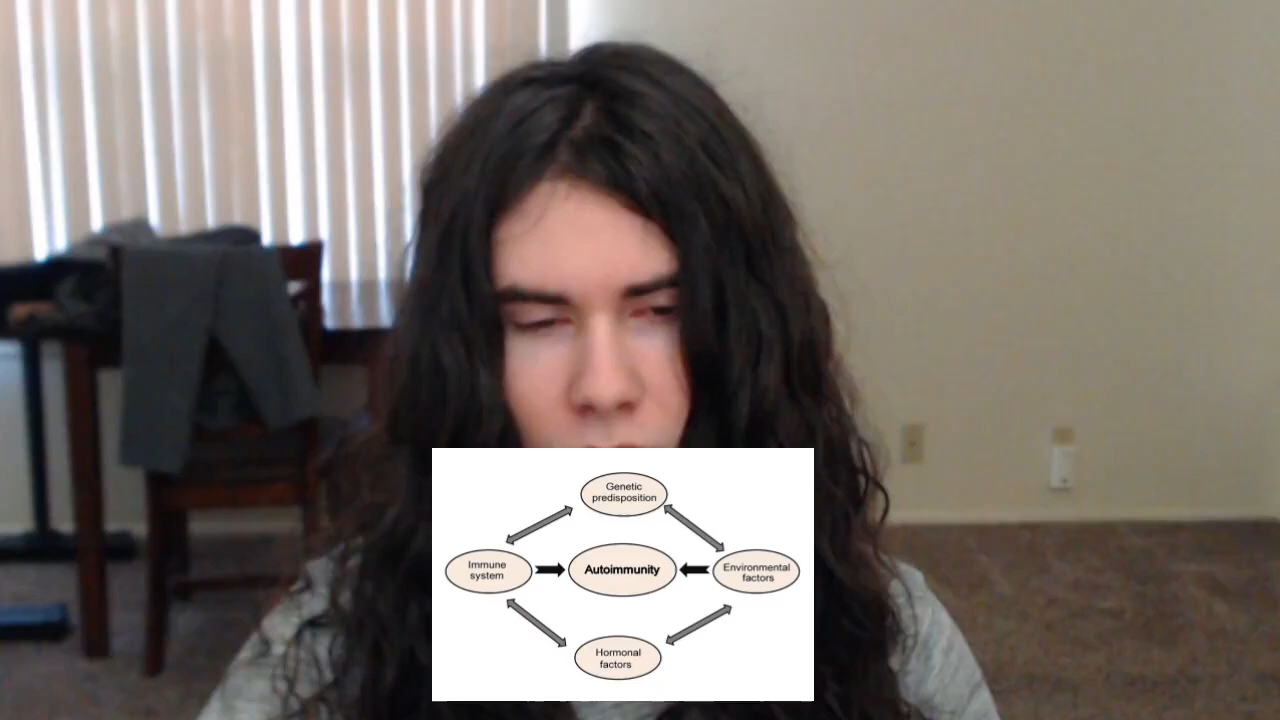 Genetic
predisposition
Immune
system
Autoimmunity
Environmental
factors
Hormonal
factors